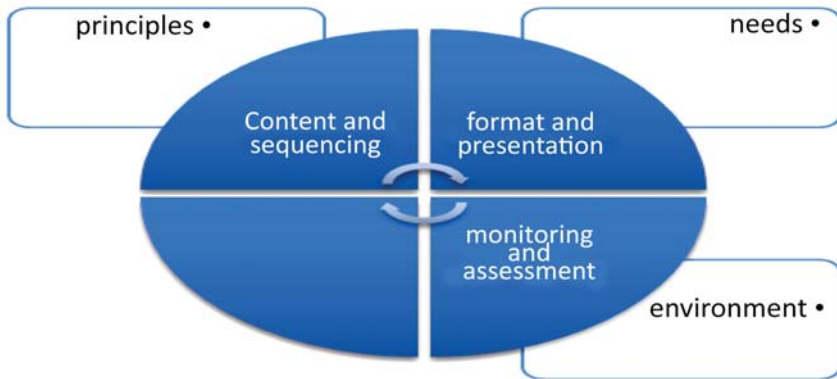 principles •
needs •
Content and
sequencing
format and
presentation
monitoring
and
assessment
environment •